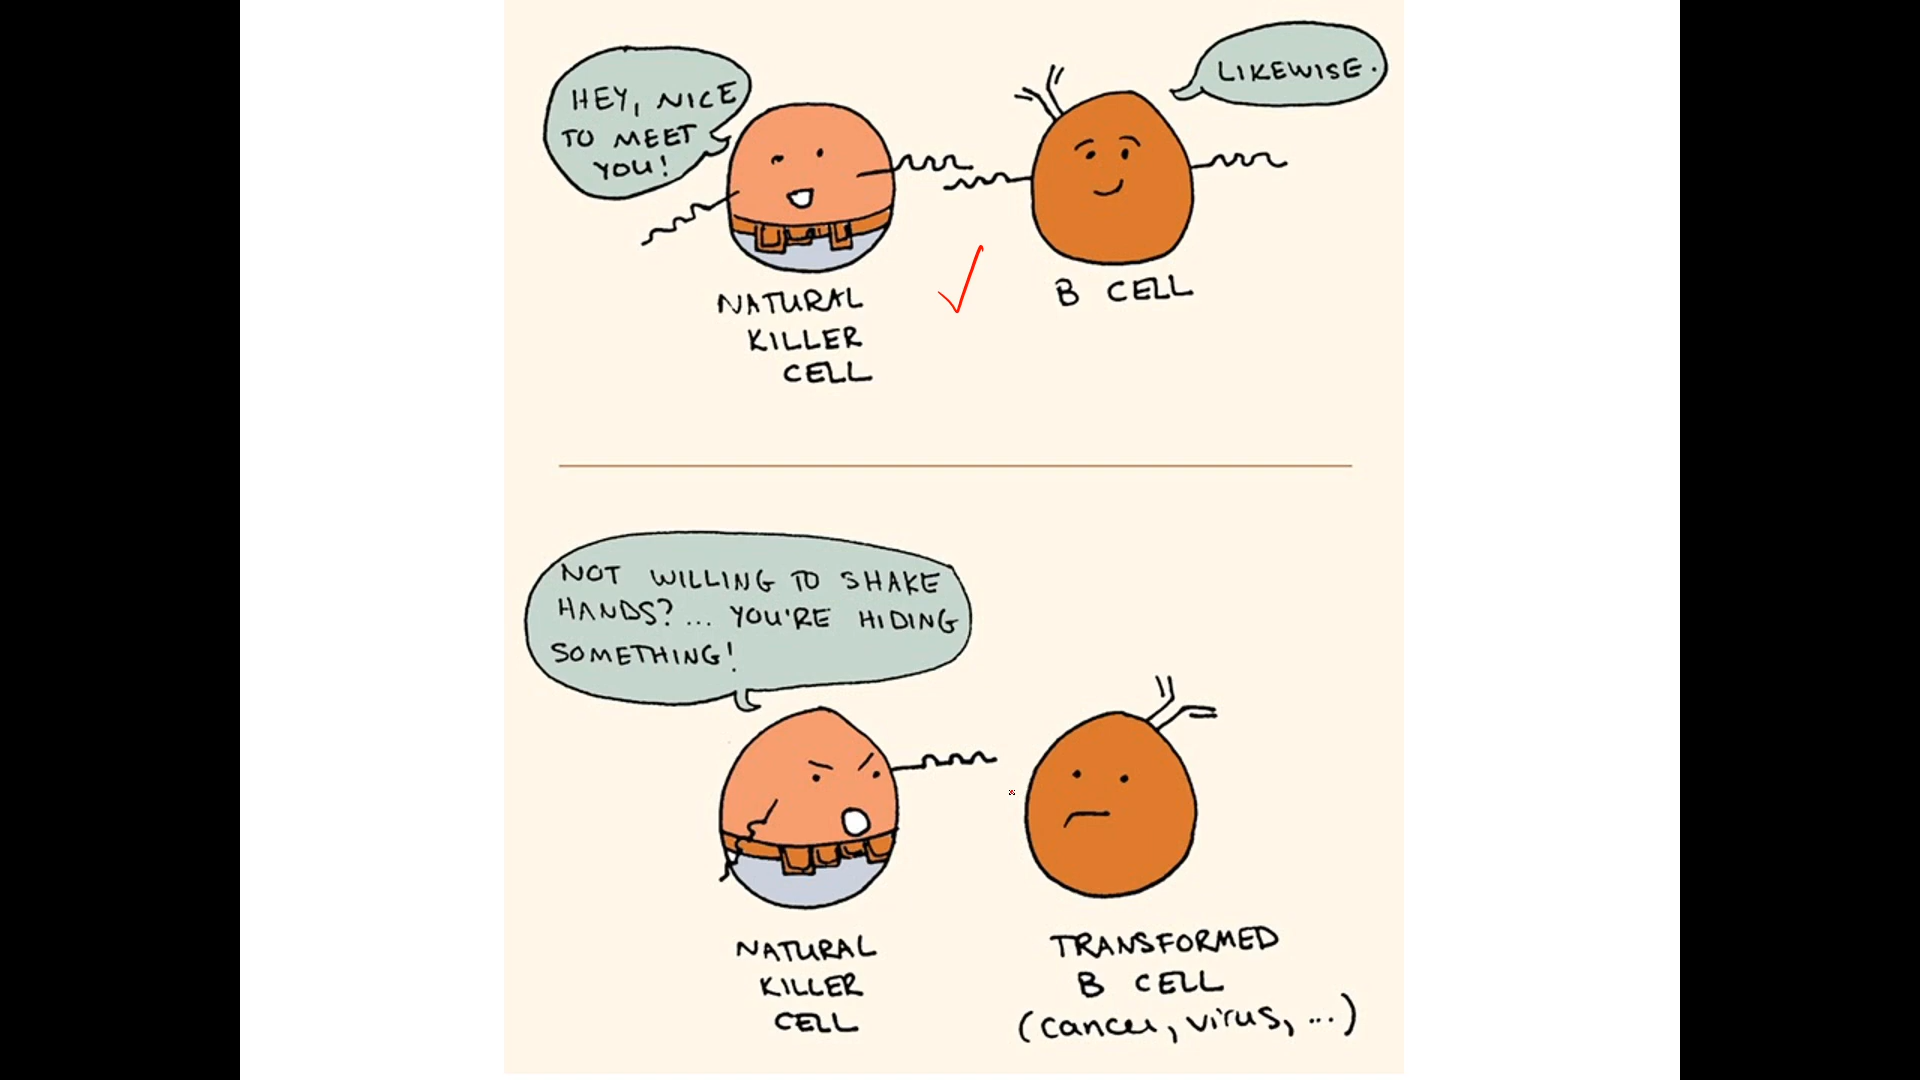 HEY, NICE
TO MEET
YOU!
LIKEWISE.
NATURAL
KILLER
CELL
B CELL
NOT WILLING TO SHAKE
HANDS?... YOU'RE HIDING
SOMETHING!
NATURAL
KILLER
CELL
TRANSFORMED
B CELL
(cancer, virus, ...)